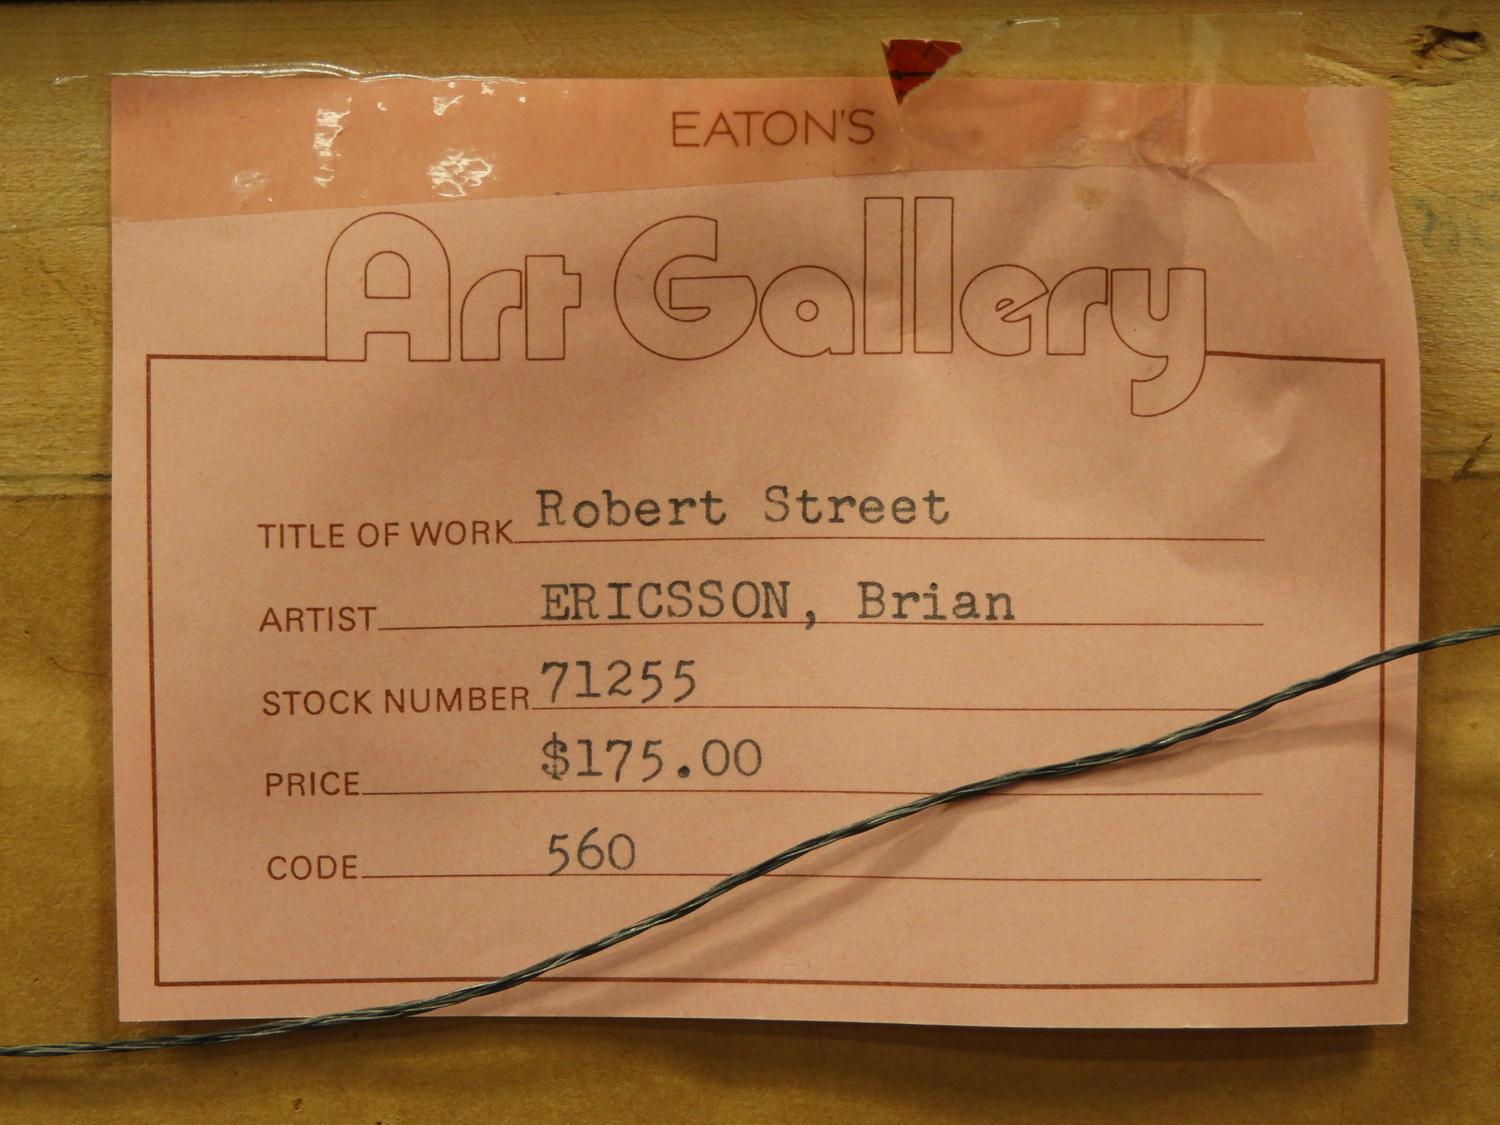 EATON'S
Art Gallery
TITLE OF WORK Robert Street
ARTIST ERICSSON, Brian
STOCK NUMBER 71255
PRICE $175.00
CODE 560